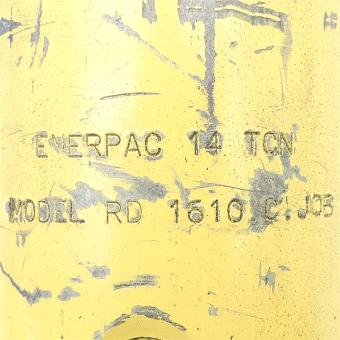 ENERPAC 14 TON
MODEL RD 1610.C.JOB